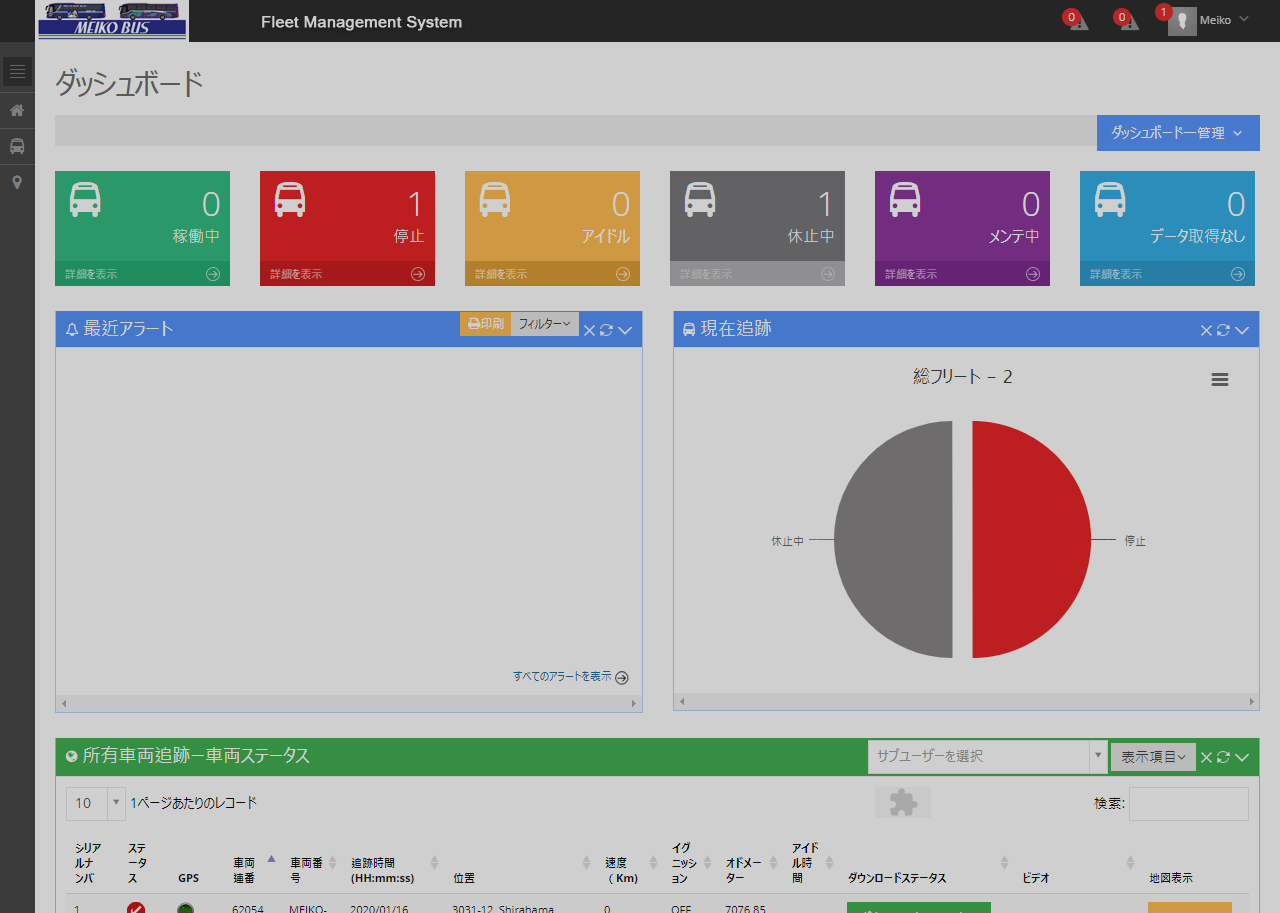 MEIKO BUS
Fleet Management System
0
0
1
Meiko
ダッシュボード
ダッシュボードー管理
0
稼働中
詳細を表示
1
停止
詳細を表示
0
アイドル
詳細を表示
1
休止中
詳細を表示
0
メンテ中
詳細を表示
0
データ取得なし
詳細を表示
最近アラート
印刷
フィルター
すべてのアラートを表示
現在追跡
総フリート - 2
休止中
停止
所有車両追跡ー車両ステータス
サブユーザーを選択
表示項目
10
1ページあたりのレコード
検索:
シリアルナンバ
ステータス
GPS
車両連番
車両番号
追跡時間 (HH:mm:ss)
位置
速度 ( Km)
イグニッション
オドメーター
アイドル時間
ダウンロードステータス
ビデオ
地図表示
1
62054
MEIKO-
2020/01/16
3031-12, Shirahama
0
OFF
7076.85